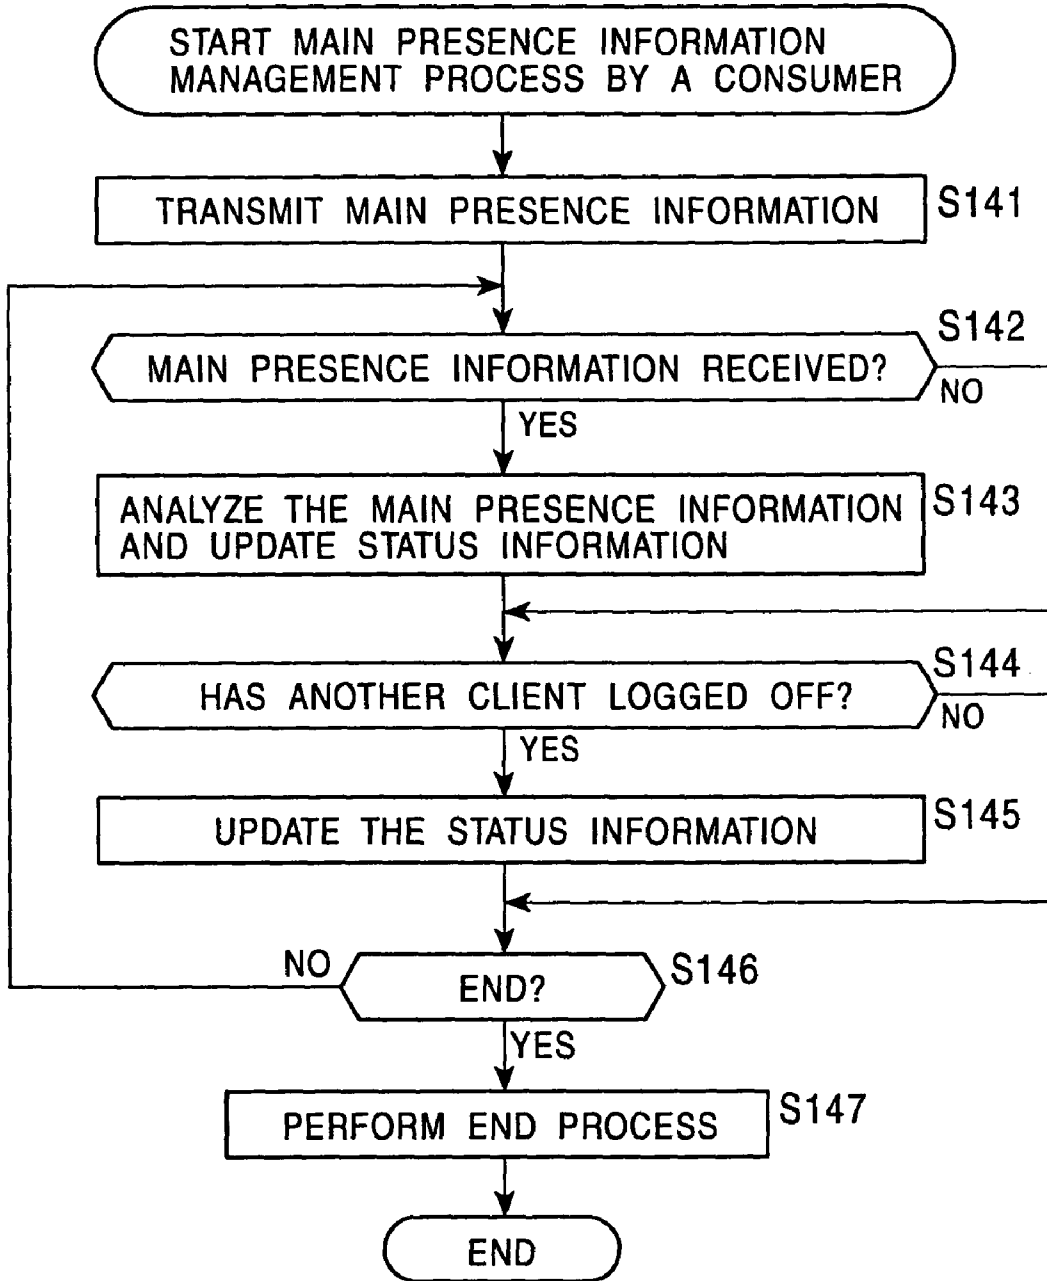 START MAIN PRESENCE INFORMATION
MANAGEMENT PROCESS BY A CONSUMER
TRANSMIT MAIN PRESENCE INFORMATION
S141
S142
MAIN PRESENCE INFORMATION RECEIVED?
NO
YES
ANALYZE THE MAIN PRESENCE INFORMATION
AND UPDATE STATUS INFORMATION
S143
S144
HAS ANOTHER CLIENT LOGGED OFF?
NO
YES
UPDATE THE STATUS INFORMATION
S145
NO
END?
S146
YES
PERFORM END PROCESS
S147
END